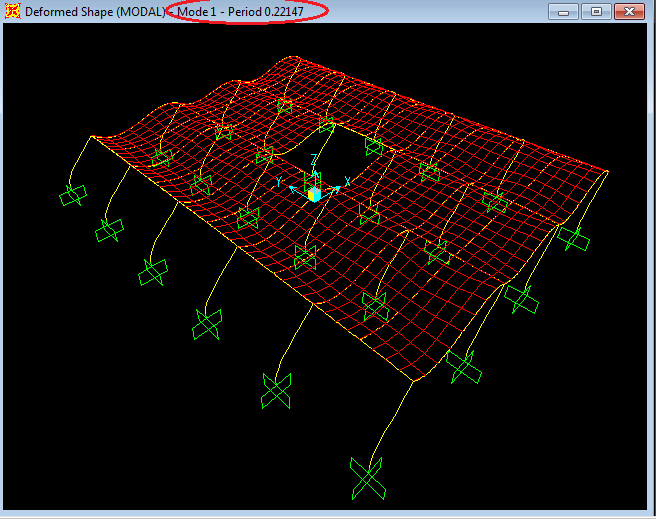 Deformed Shape (MODAL) - Mode 1 - Period 0.22147
Z
Y
X